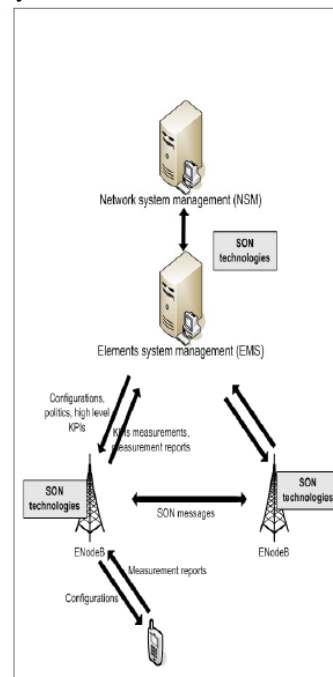 Network system management (NSM)
SON
technologies
Elements system management (EMS)
Configurations,
politics, high level
KPIs
KPIs measurements,
measurement reports
SON
technologies
SON
technologies
SON messages
ENodeB
ENodeB
Measurement reports
Configurations